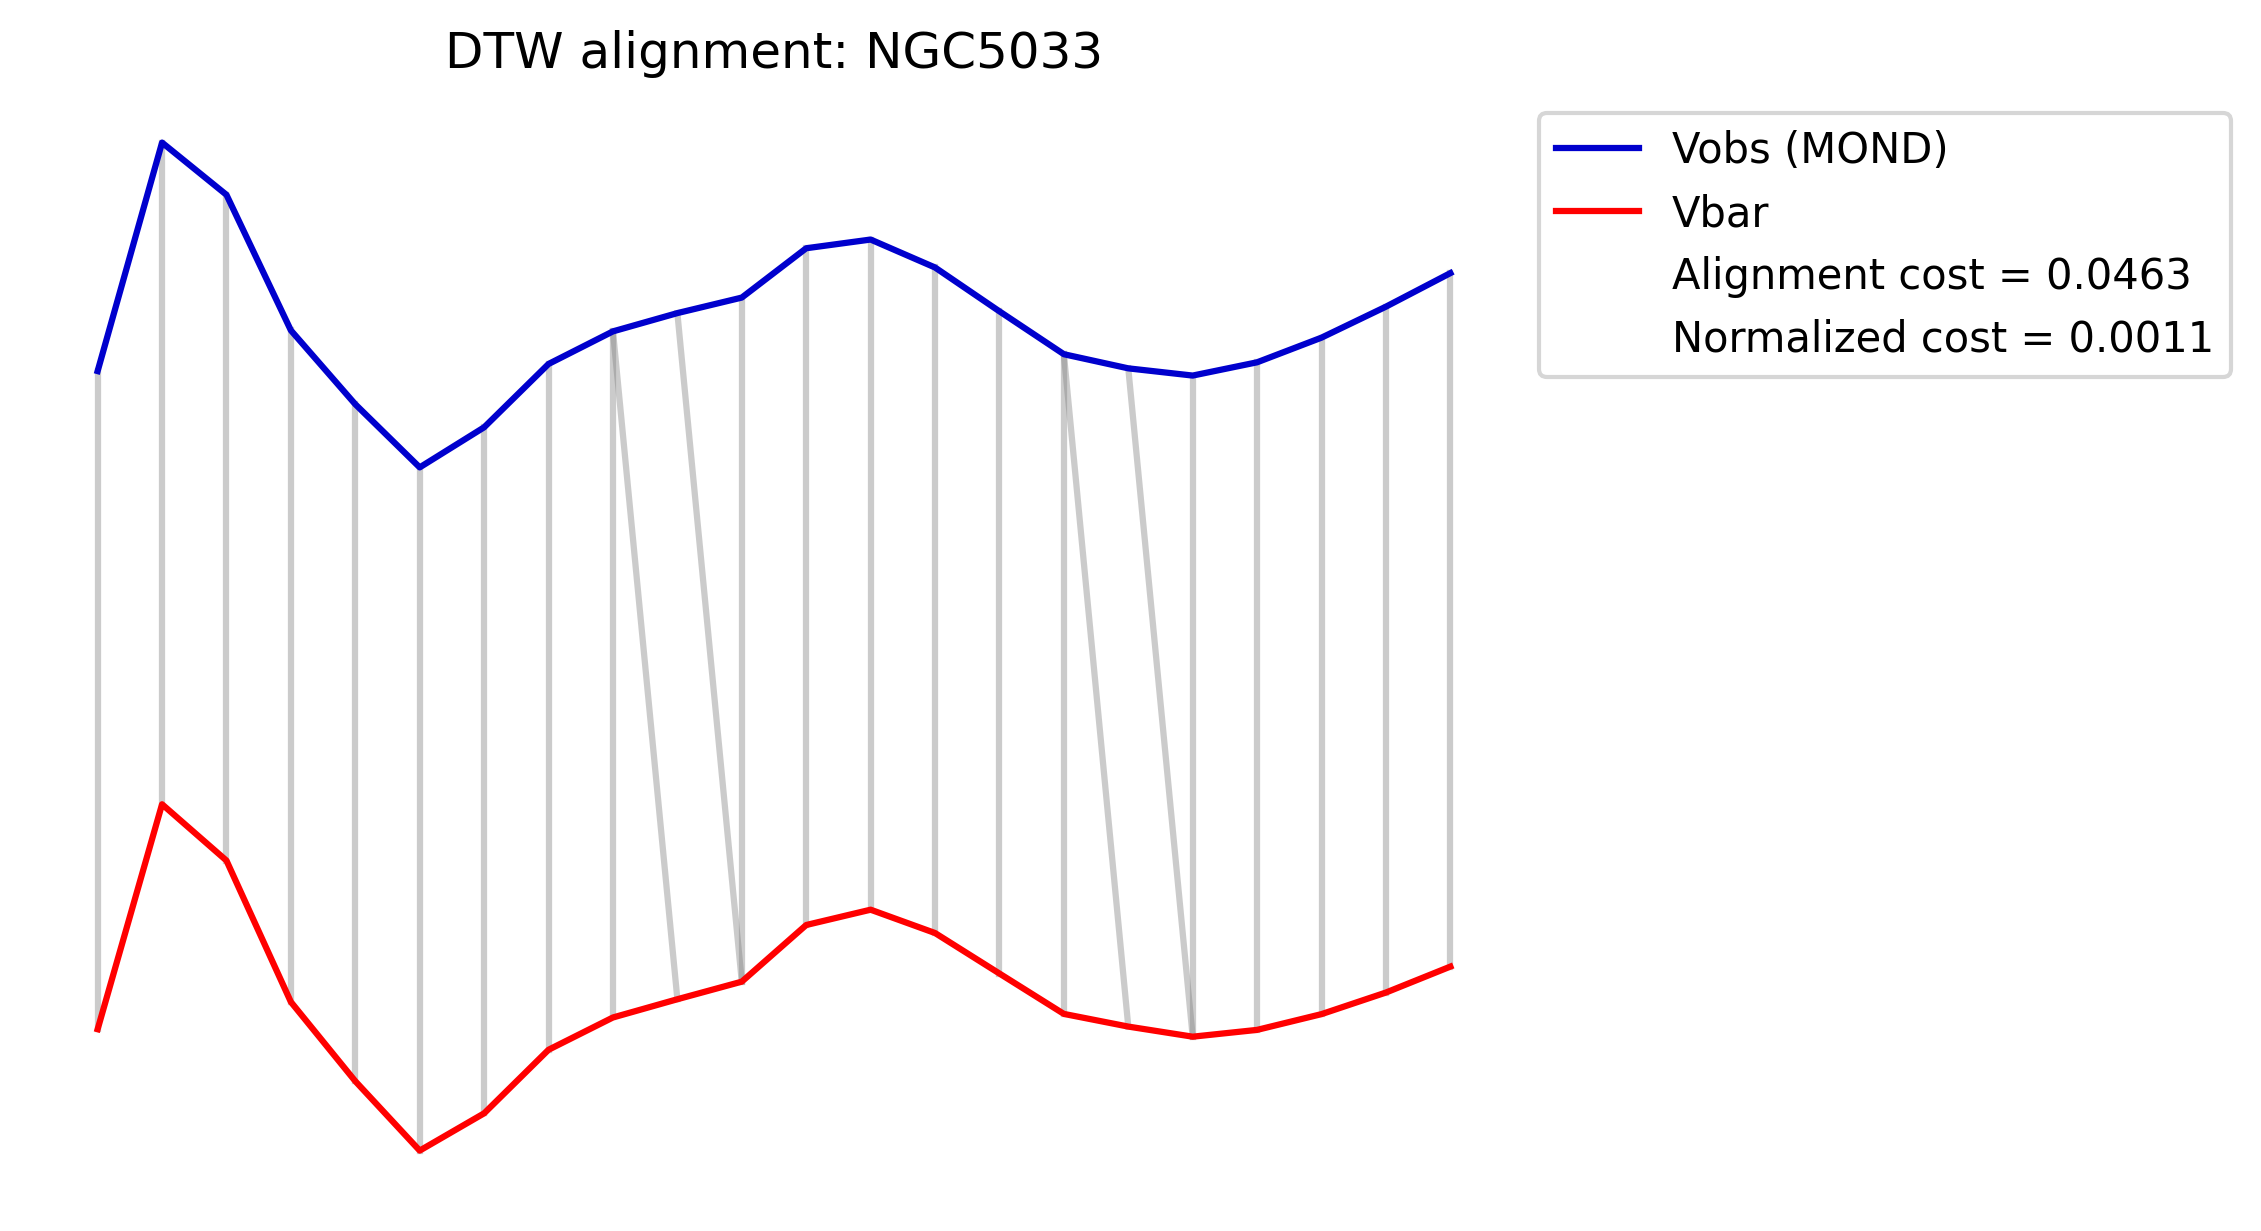 DTW alignment: NGC5033
Vobs (MOND)
Vbar
Alignment cost = 0.0463
Normalized cost = 0.0011